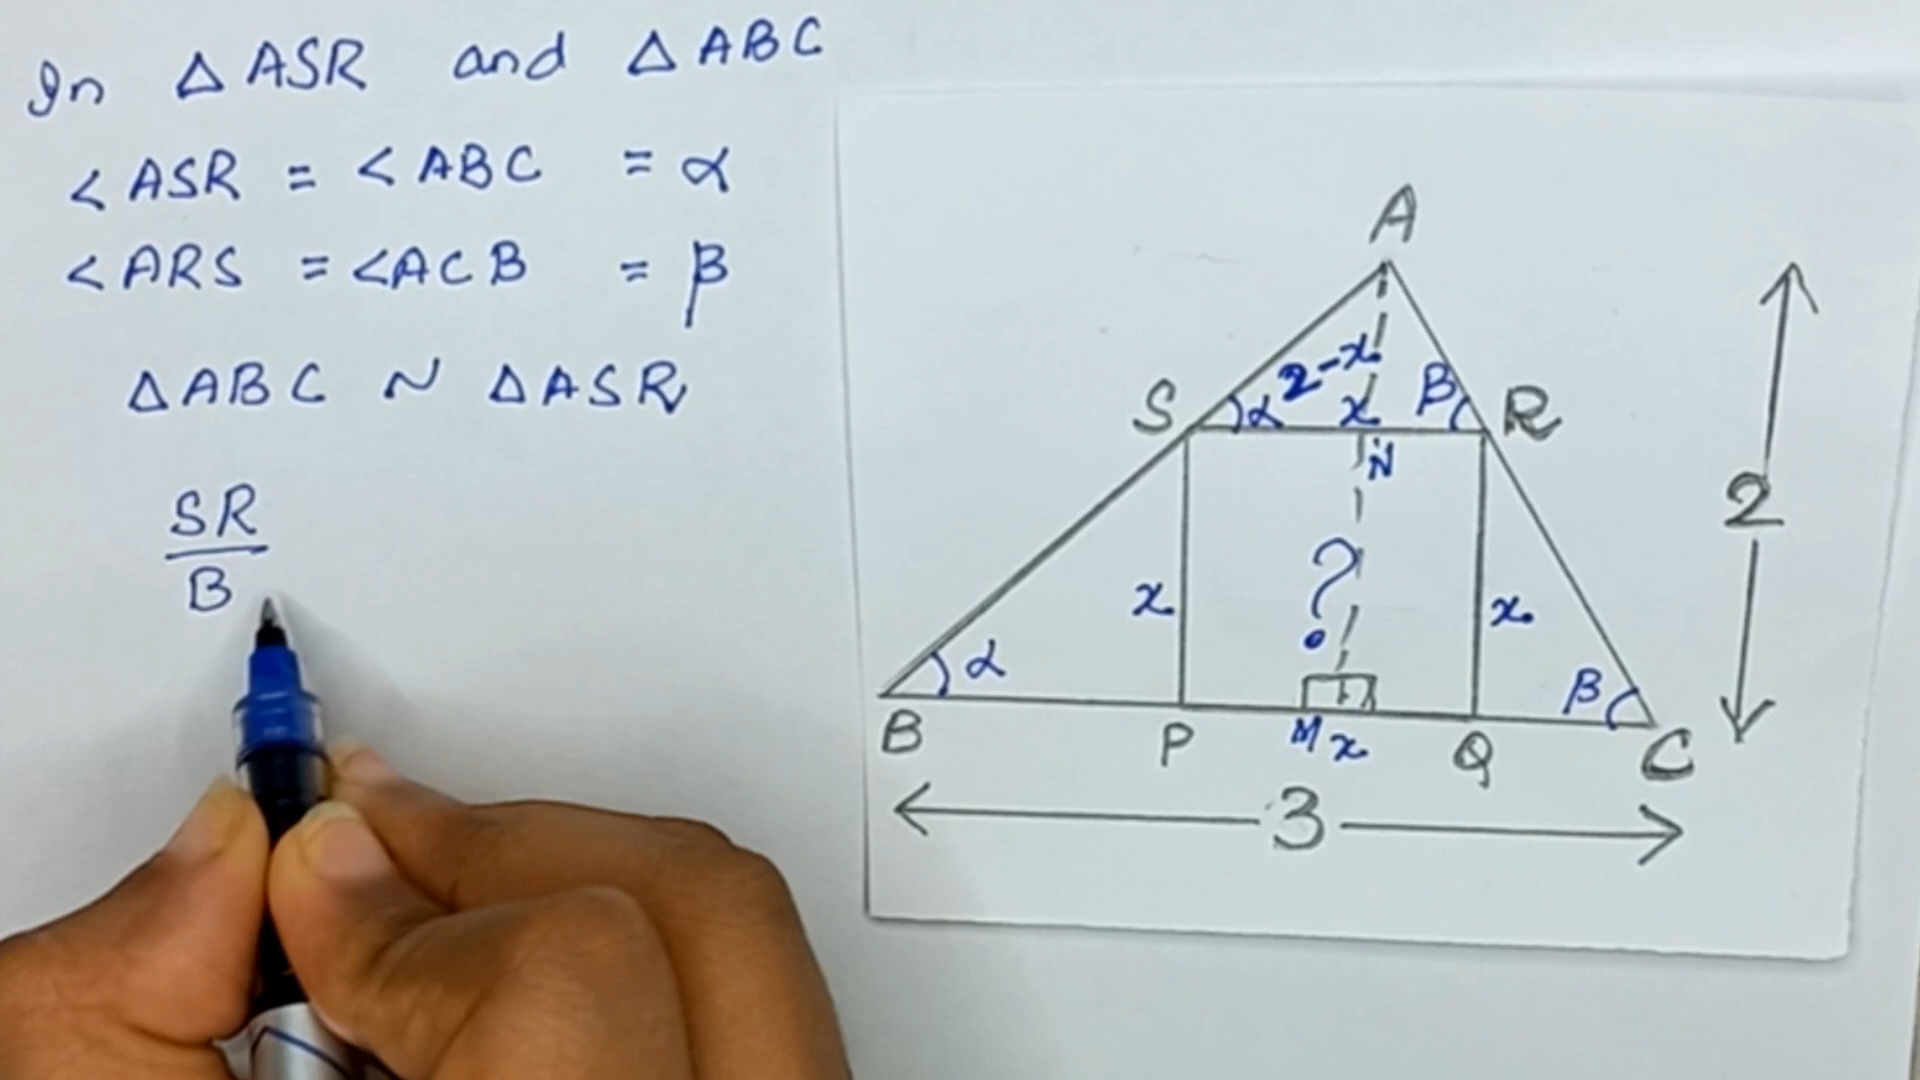 In △ ASR and △ ABC
< ASR = < ABC = α
< ARS = < ACB = β
△ ABC ~ △ ASR
SR
B
A
2-x
S α x β R
N
2
?
x x
α β
B P M x Q C
3